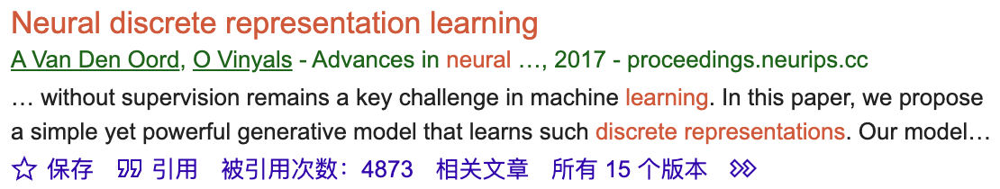 Neural discrete representation learning
A Van Den Oord, O Vinyals - Advances in neural …, 2017 - proceedings.neurips.cc
… without supervision remains a key challenge in machine learning. In this paper, we propose
a simple yet powerful generative model that learns such discrete representations. Our model…
保存 引用 被引用次数：4873 相关文章 所有 15 个版本